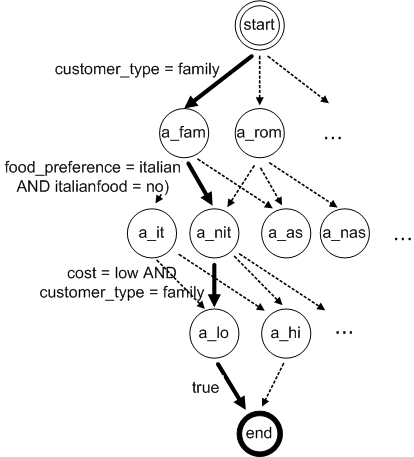 start
customer_type = family
a_fam
a_rom
...
food_preference = italian
AND italianfood = no)
a_it
a_nit
a_as
a_nas
...
cost = low AND
customer_type = family
a_lo
a_hi
...
true
end